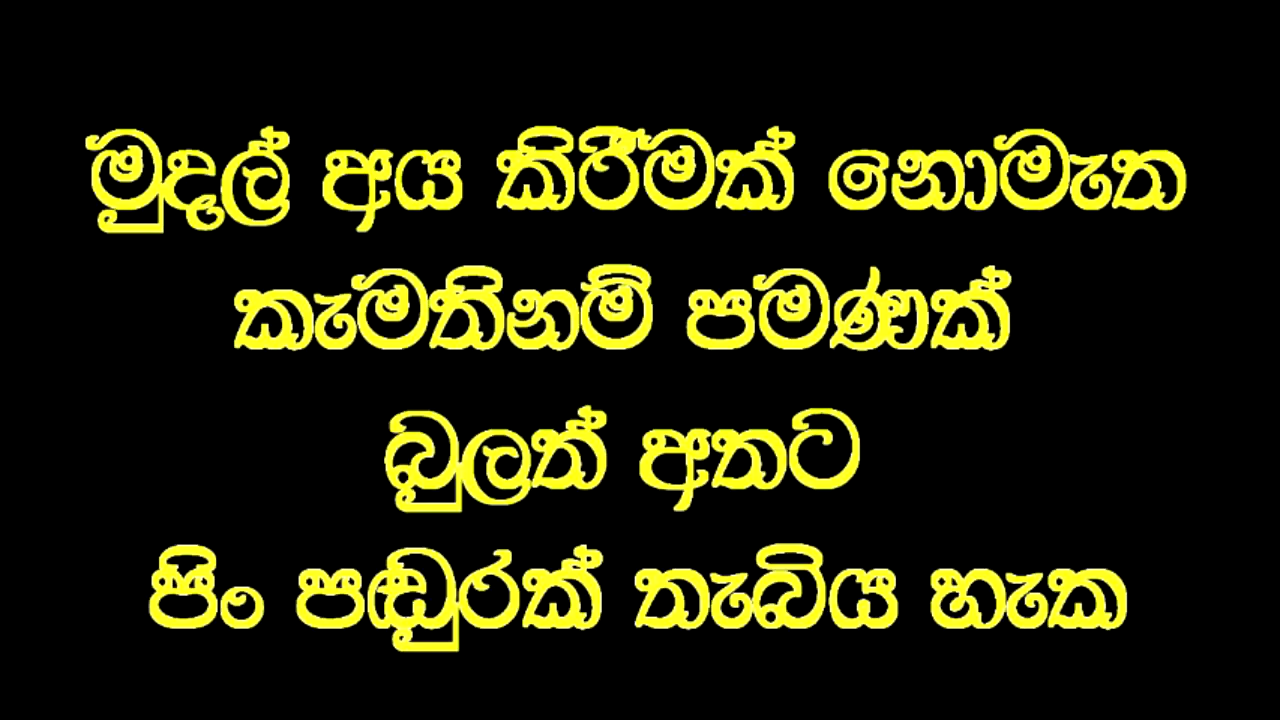 මුදල් අය කිරීමක් නොමැත
කැමතිනම් පමණක්
බුලත් අතට
පිං පඬුරක් තැබිය හැක